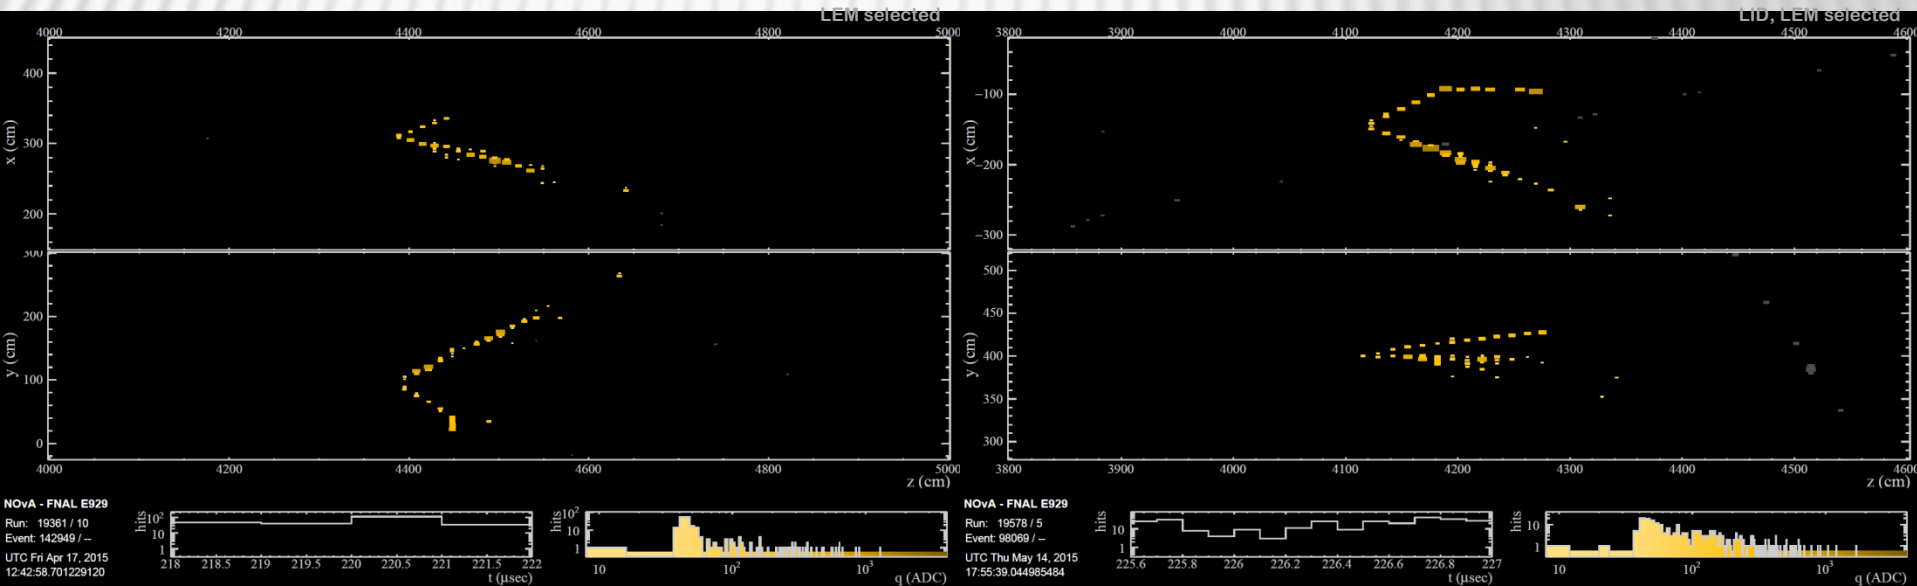 LEM selected
4000 4200 4400 4600 4800 5000
400
300
200
x (cm)
300
200
100
0
y (cm)
4000 4200 4400 4600 4800 5000
z (cm)
NOvA - FNAL E929
Run: 19361 / 10
Event: 142949 / --
UTC Fri Apr 17, 2015
12:42:58.701229120
hits
10²
10
1
218 218.5 219 219.5 220 220.5 221 221.5 222
t (μsec)
hits
10²
10
1
10 10² 10³
q (ADC)
LID, LEM selected
3800 3900 4000 4100 4200 4300 4400 4500 4600
−100
−200
−300
x (cm)
500
450
400
350
300
y (cm)
3800 3900 4000 4100 4200 4300 4400 4500 4600
z (cm)
NOvA - FNAL E929
Run: 19578 / 5
Event: 98069 / --
UTC Thu May 14, 2015
17:55:39.044985484
hits
10
1
225.6 225.8 226 226.2 226.4 226.6 226.8 227
t (μsec)
hits
10
1
10 10² 10³
q (ADC)